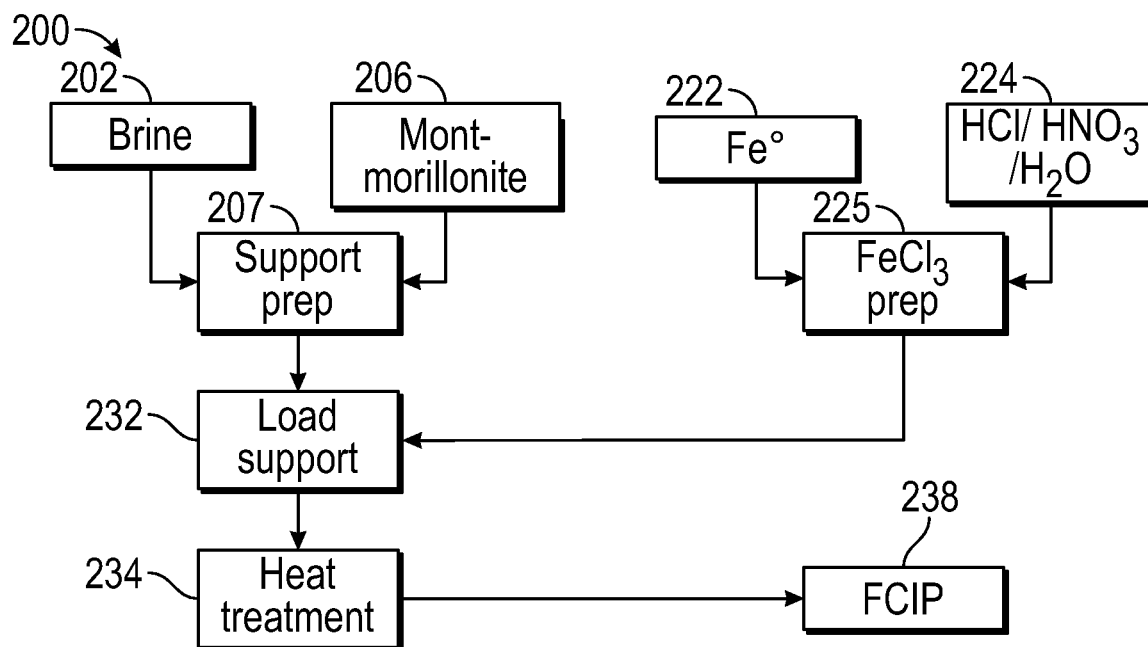 200
202
206
222
224
Brine
Mont-
morillonite
Fe°
HCl/ HNO₃
/H₂O
207
225
Support
prep
FeCl₃
prep
232
Load
support
238
234
Heat
treatment
FCIP